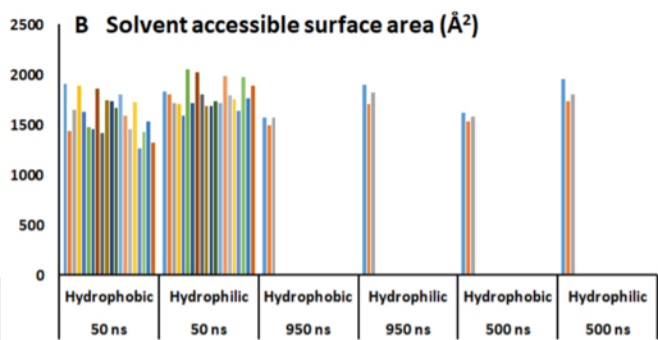 B Solvent accessible surface area (Å²)
2500
2000
1500
1000
500
0
Hydrophobic Hydrophilic Hydrophobic Hydrophilic Hydrophobic Hydrophilic
50 ns 50 ns 950 ns 950 ns 500 ns 500 ns